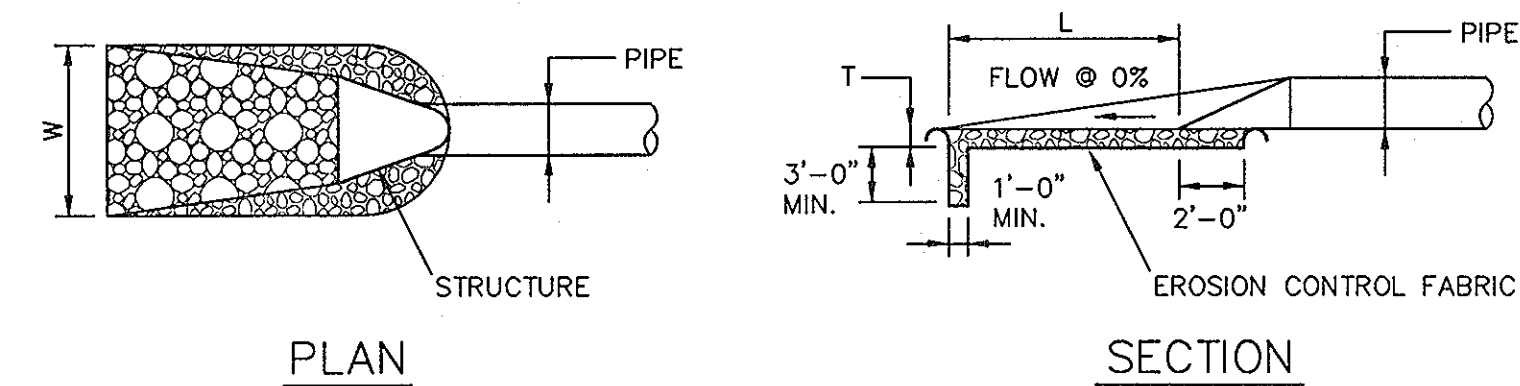 W
PIPE
STRUCTURE
PLAN
L
PIPE
T
FLOW @ 0%
3'-0"
MIN.
1'-0"
MIN.
2'-0"
EROSION CONTROL FABRIC
SECTION